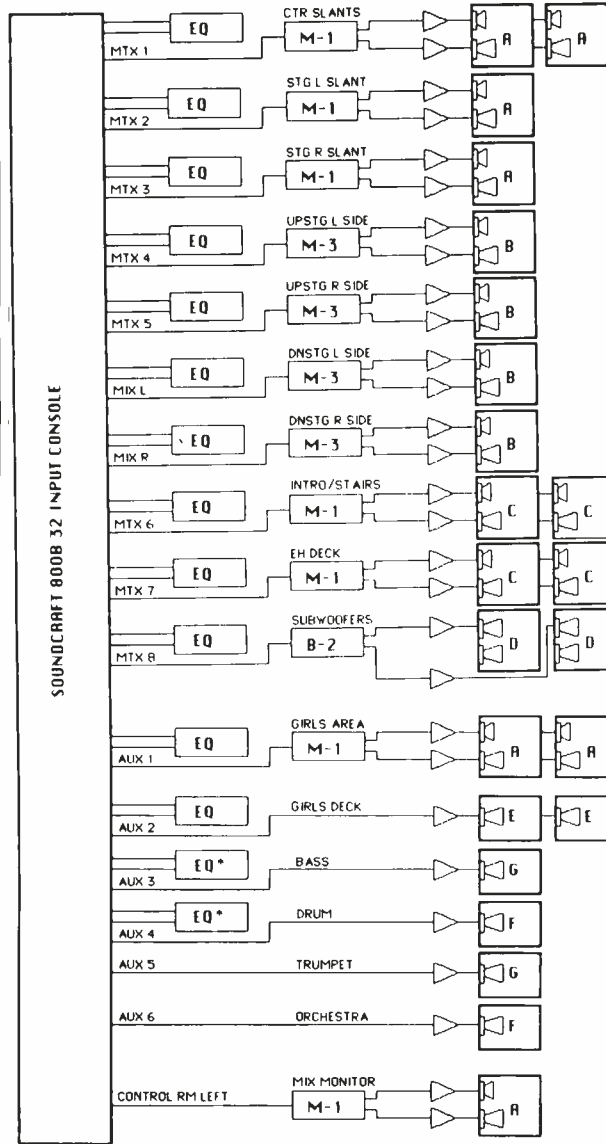 SOUNDCRAFT 800B 32 INPUT CONSOLE
CTR SLANTS
EQ
M-1
A
A
MTX 1
STG L SLANT
EQ
M-1
A
MTX 2
STG R SLANT
EQ
M-1
A
MTX 3
UPSTG L SIDE
EQ
M-3
B
MTX 4
UPSTG R SIDE
EQ
M-3
B
MTX 5
DNSTG L SIDE
EQ
M-3
B
MIX L
DNSTG R SIDE
EQ
M-3
B
MIX R
INTRO/STAIRS
EQ
M-1
C
C
MTX 6
EH DECK
EQ
M-1
C
C
MTX 7
SUBWOOFERS
EQ
B-2
D
D
MTX 8
GIRLS AREA
EQ
M-1
A
A
AUX 1
EQ
GIRLS DECK
E
E
AUX 2
EQ*
BASS
G
AUX 3
EQ*
DRUM
F
AUX 4
AUX 5
TRUMPET
G
AUX 6
ORCHESTRA
F
MIX MONITOR
CONTROL RM LEFT
M-1
A